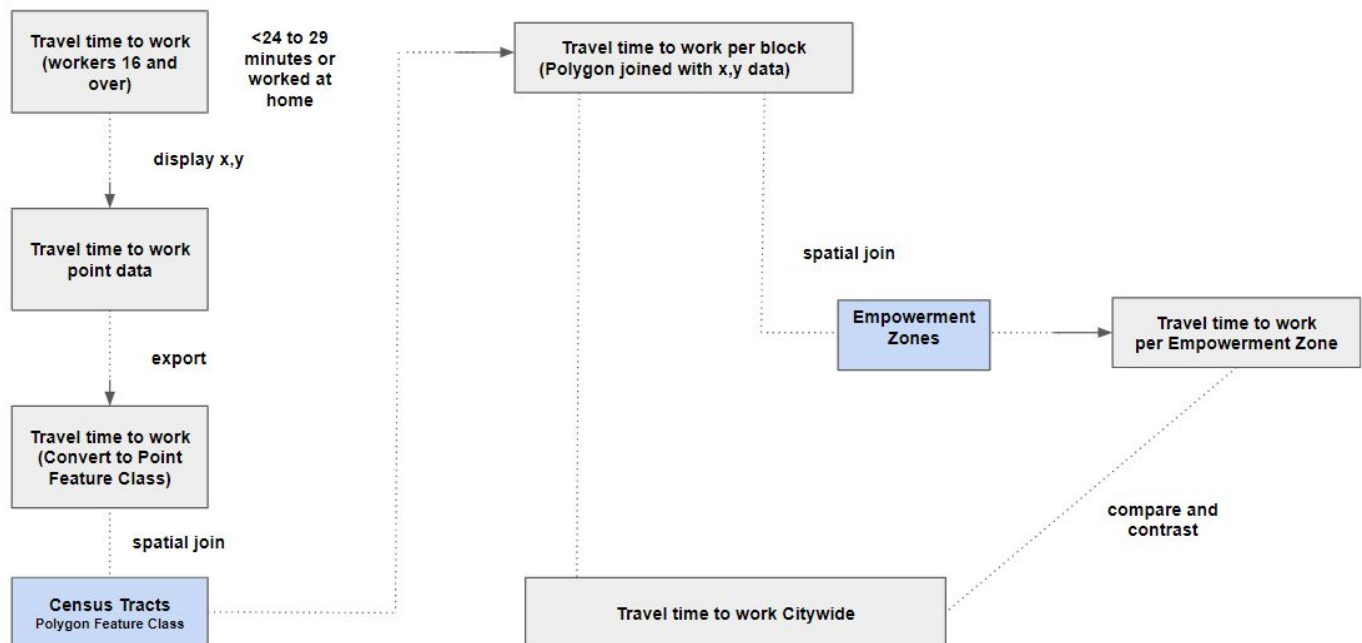 Travel time to work
(workers 16 and
over)
<24 to 29
minutes or
worked at
home
Travel time to work per block
(Polygon joined with x,y data)
display x,y
Travel time to work
point data
spatial join
Empowerment
Zones
Travel time to work
per Empowerment Zone
export
Travel time to work
(Convert to Point
Feature Class)
compare and
contrast
spatial join
Census Tracts
Polygon Feature Class
Travel time to work Citywide